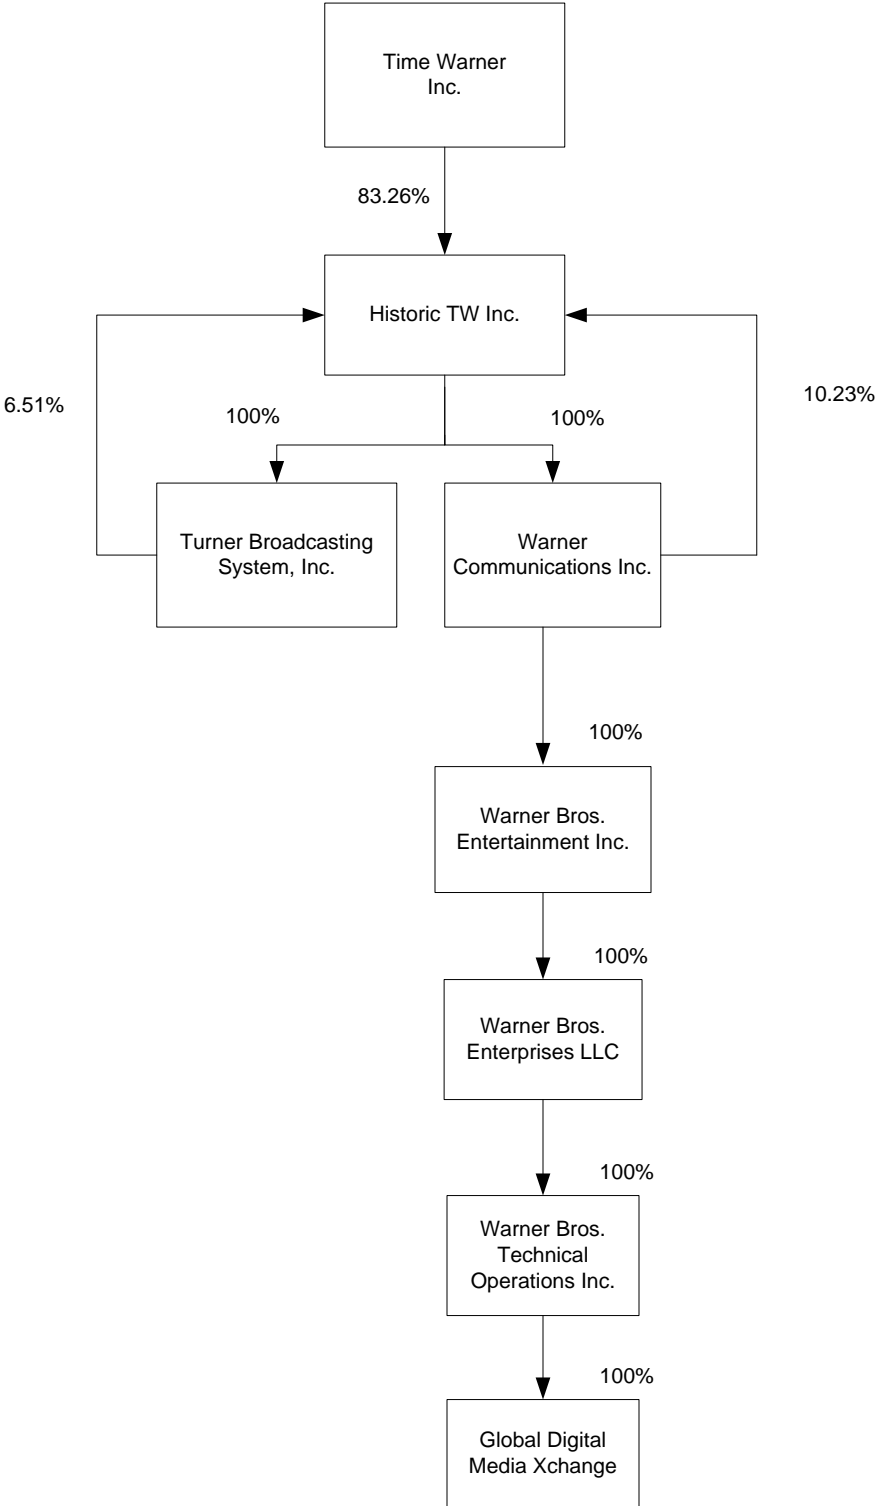 Time Warner
Inc.
83.26%
Historic TW Inc.
6.51%
10.23%
100%
100%
Turner Broadcasting
System, Inc.
Warner
Communications Inc.
100%
Warner Bros.
Entertainment Inc.
100%
Warner Bros.
Enterprises LLC
100%
Warner Bros.
Technical
Operations Inc.
100%
Global Digital
Media Xchange